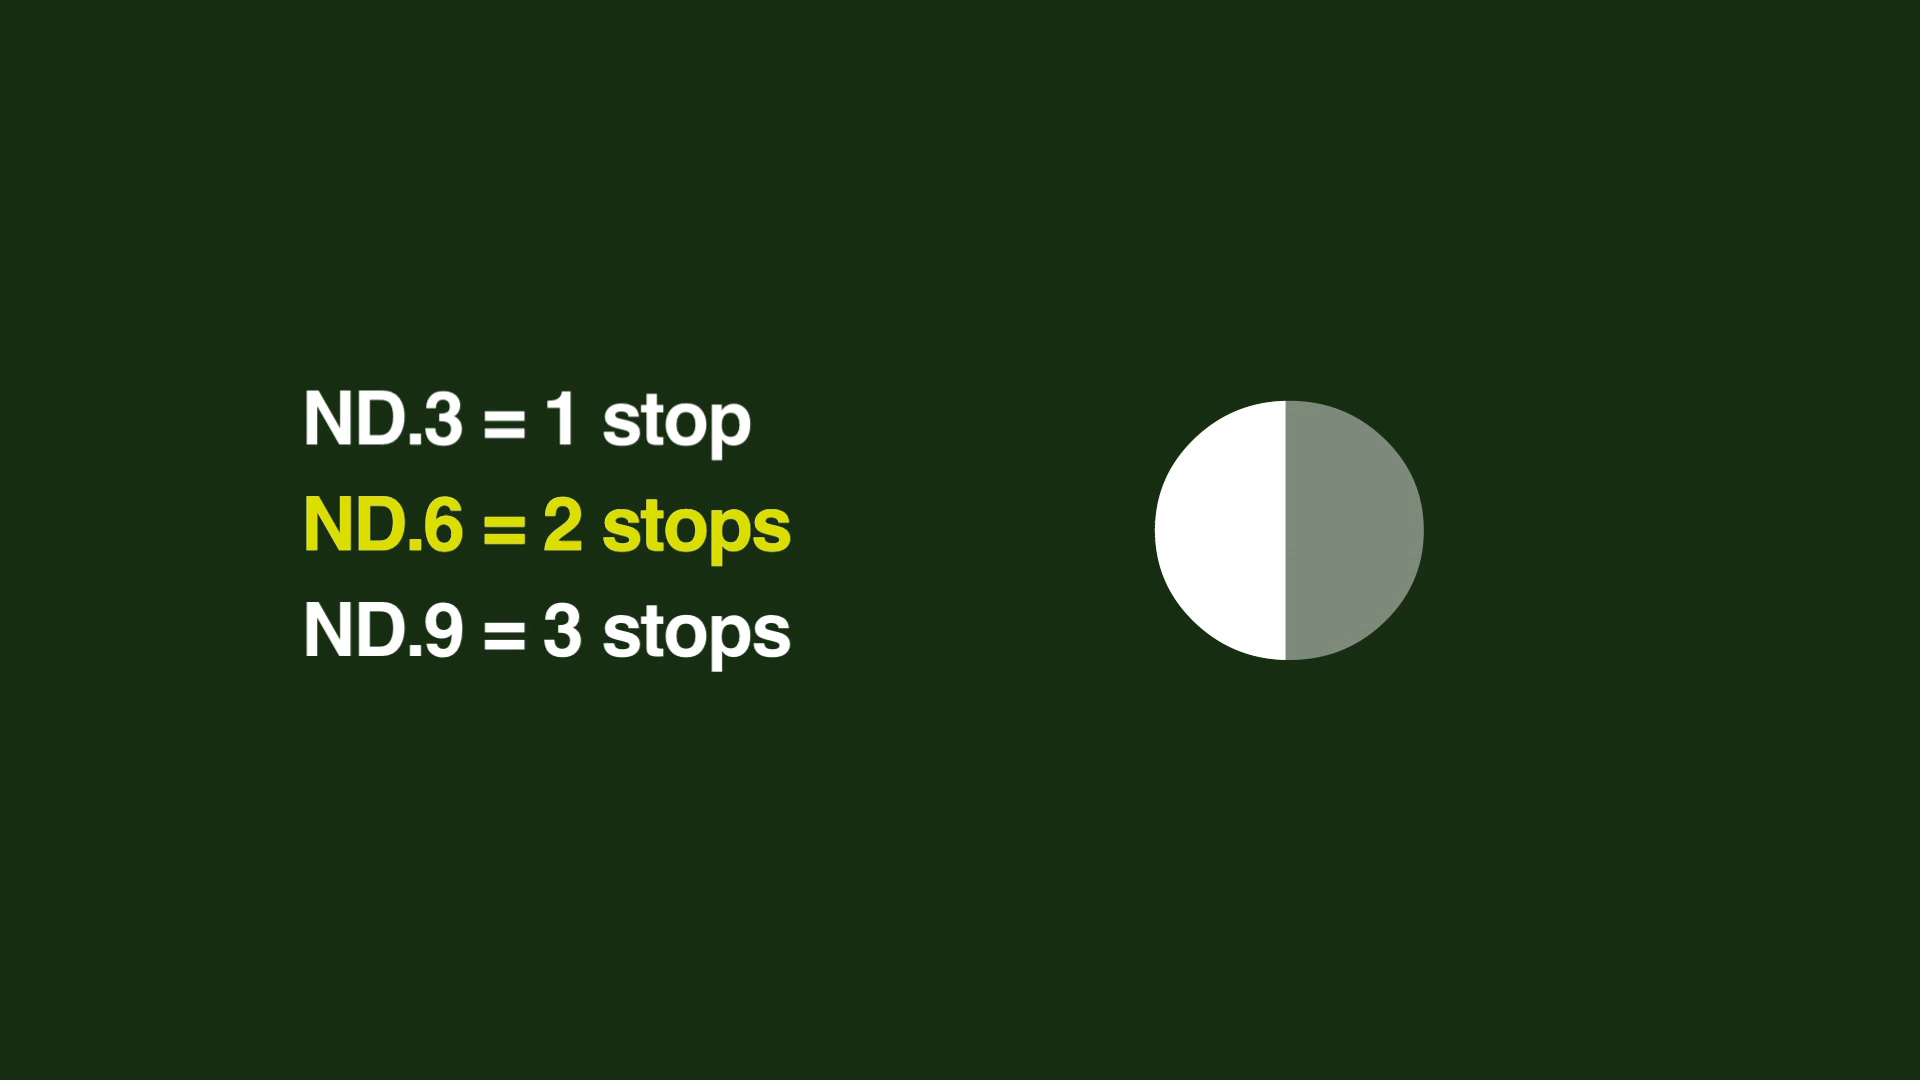 ND.3 = 1 stop
ND.6 = 2 stops
ND.9 = 3 stops